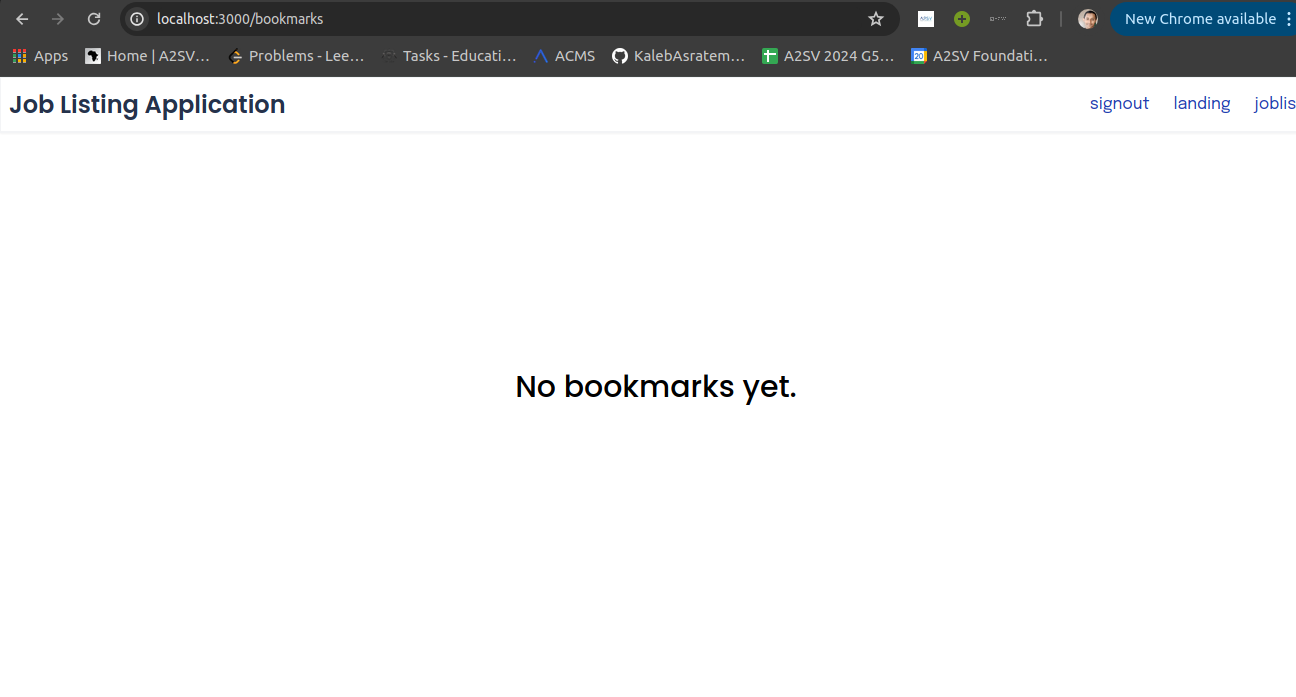 localhost:3000/bookmarks New Chrome available
Apps Home | A2SV... Problems - Lee... Tasks - Educati... ACMS KalebAsratem... A2SV 2024 G5... A2SV Foundati...
Job Listing Application signout landing joblis
No bookmarks yet.